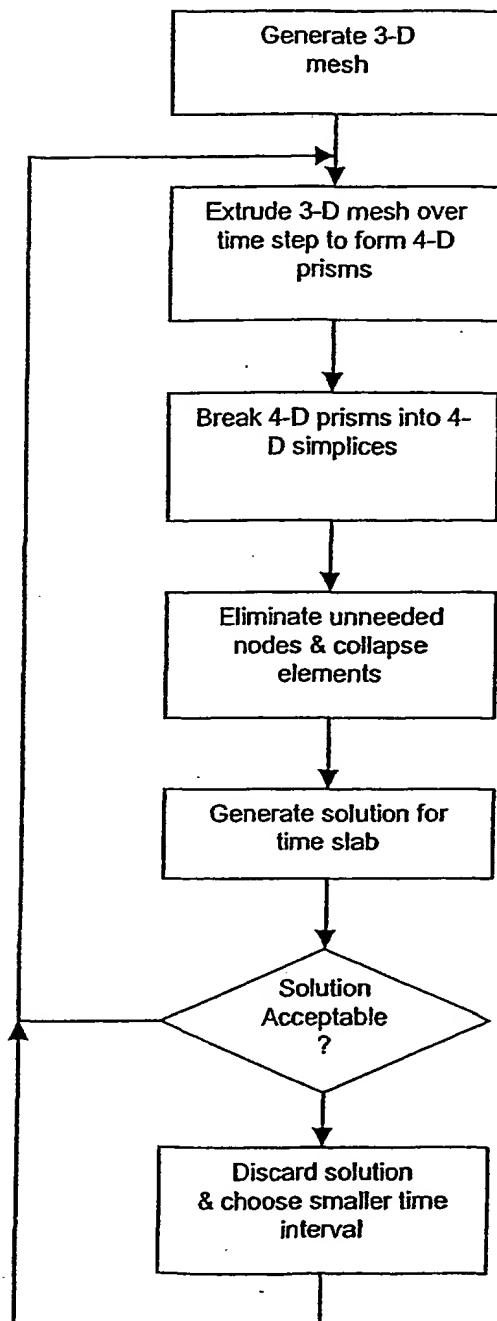 Generate 3-D
mesh
Extrude 3-D mesh over
time step to form 4-D
prisms
Break 4-D prisms into 4-
D simplices
Eliminate unneeded
nodes & collapse
elements
Generate solution for
time slab
Solution
Acceptable
?
Discard solution
& choose smaller time
interval